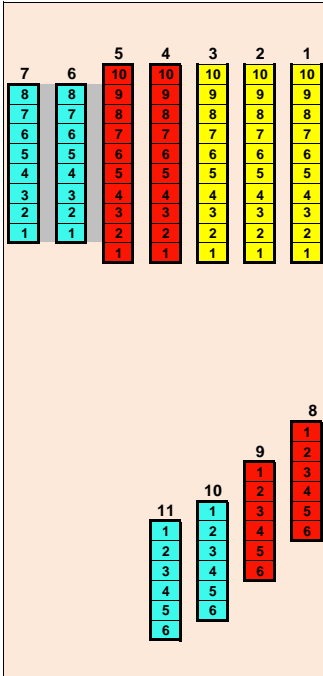 5 4 3 2 1
7 6 10 10 10 10 10
8 8 9 9 9 9 9
7 7 8 8 8 8 8
6 6 7 7 7 7 7
5 5 6 6 6 6 6
4 4 5 5 5 5 5
3 3 4 4 4 4 4
2 2 3 3 3 3 3
1 1 2 2 2 2 2
1 1 1 1 1
8
1
9 2
1 3
10 2 4
11 1 3 5
1 2 4 6
2 3 5
3 4 6
4 5
5 6
6